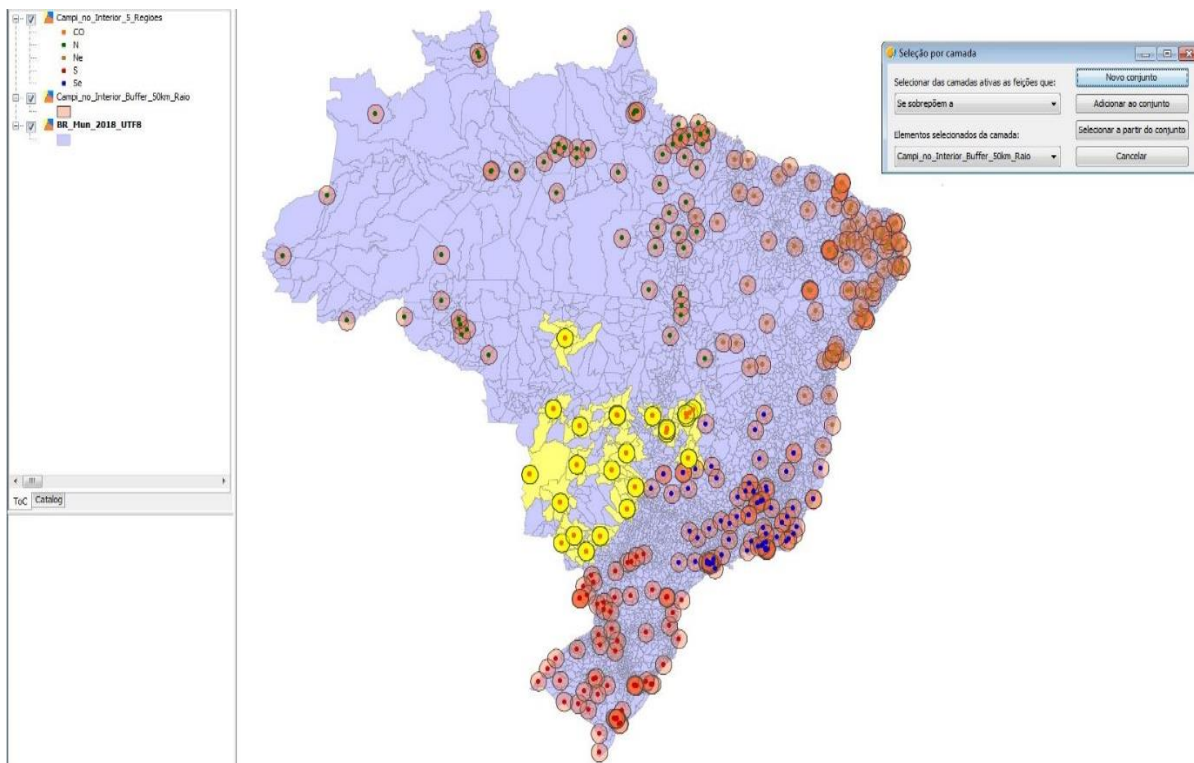 Campi_no_Interior_5_Regioes
CO
N
Ne
S
Se
Campi_no_Interior_Buffer_50km_Raio
BR_Mun_2018_UTF8
ToC
Catalog
Seleção por camada
Selecionar das camadas ativas as feições que:
Se sobrepõem a
Elementos selecionados da camada:
Campi_no_Interior_Buffer_50km_Raio
Novo conjunto
Adicionar ao conjunto
Selecionar a partir do conjunto
Cancelar